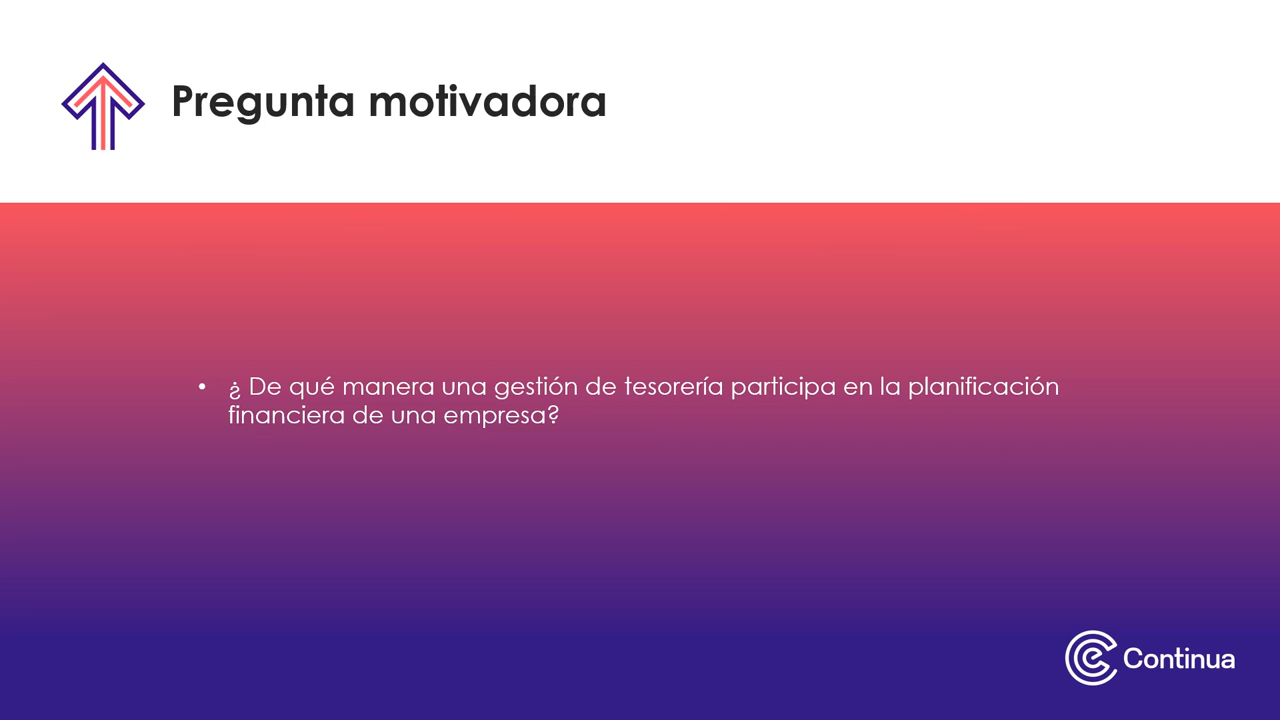 Pregunta motivadora
• ¿ De qué manera una gestión de tesorería participa en la planificación
financiera de una empresa?
Continua